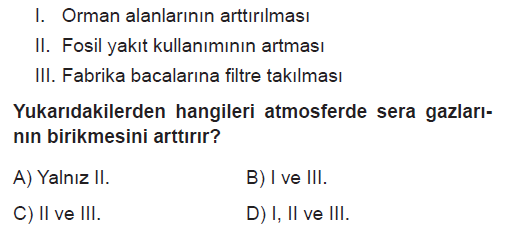 I. Orman alanlarının arttırılması
II. Fosil yakıt kullanımının artması
III. Fabrika bacalarına filtre takılması
Yukarıdakilerden hangileri atmosferde sera gazları-
nın birikmesini arttırır?
A) Yalnız II. B) I ve III.
C) II ve III. D) I, II ve III.